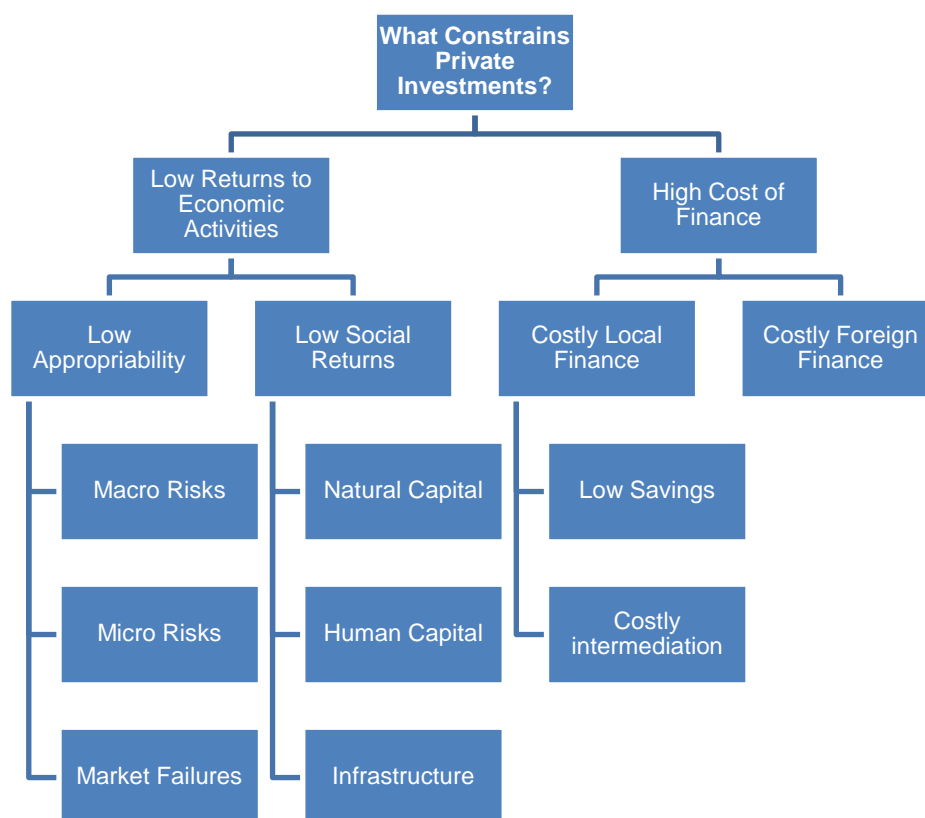 What Constrains
Private
Investments?
Low Returns to
Economic
Activities
High Cost of
Finance
Low
Appropriability
Low Social
Returns
Costly Local
Finance
Costly Foreign
Finance
Macro Risks
Natural Capital
Low Savings
Micro Risks
Human Capital
Costly
intermediation
Market Failures
Infrastructure